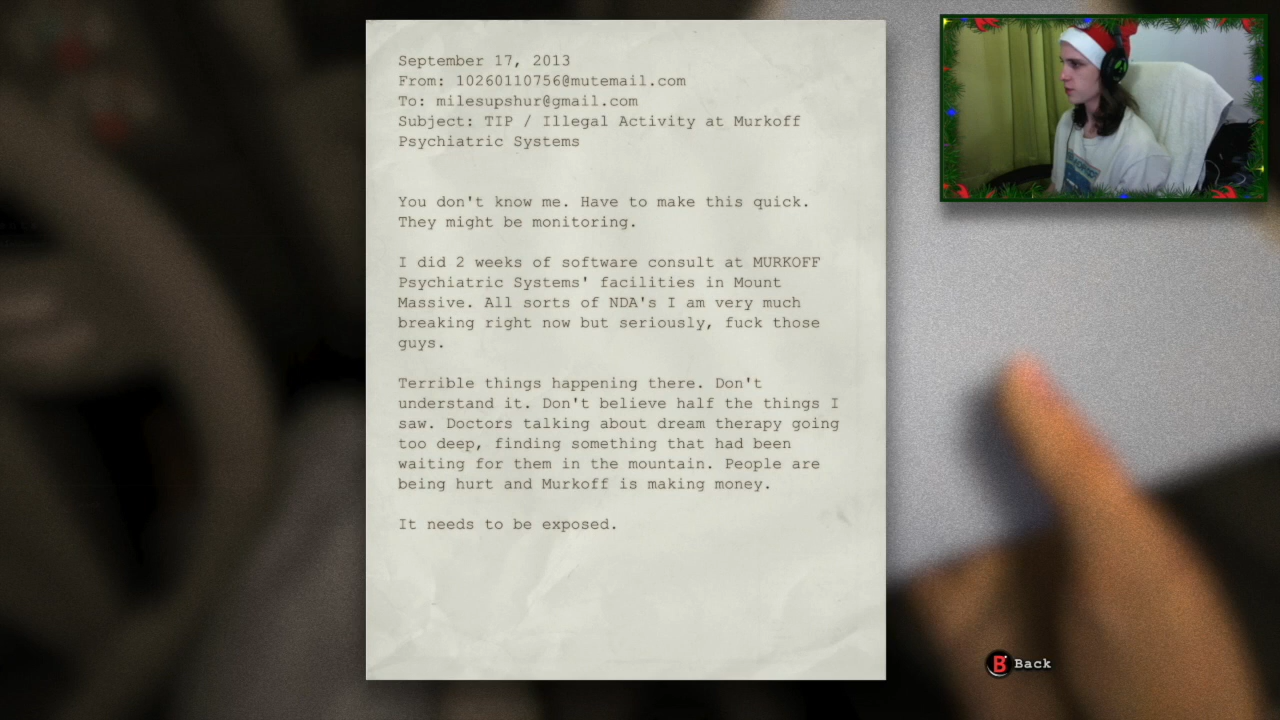 September 17, 2013
From: 10260110756@mutemail.com
To: milesupshur@gmail.com
Subject: TIP / Illegal Activity at Murkoff
Psychiatric Systems
You don't know me. Have to make this quick.
They might be monitoring.
I did 2 weeks of software consult at MURKOFF
Psychiatric Systems' facilities in Mount
Massive. All sorts of NDA's I am very much
breaking right now but seriously, fuck those
guys.
Terrible things happening there. Don't
understand it. Don't believe half the things I
saw. Doctors talking about dream therapy going
too deep, finding something that had been
waiting for them in the mountain. People are
being hurt and Murkoff is making money.
It needs to be exposed.
B Back